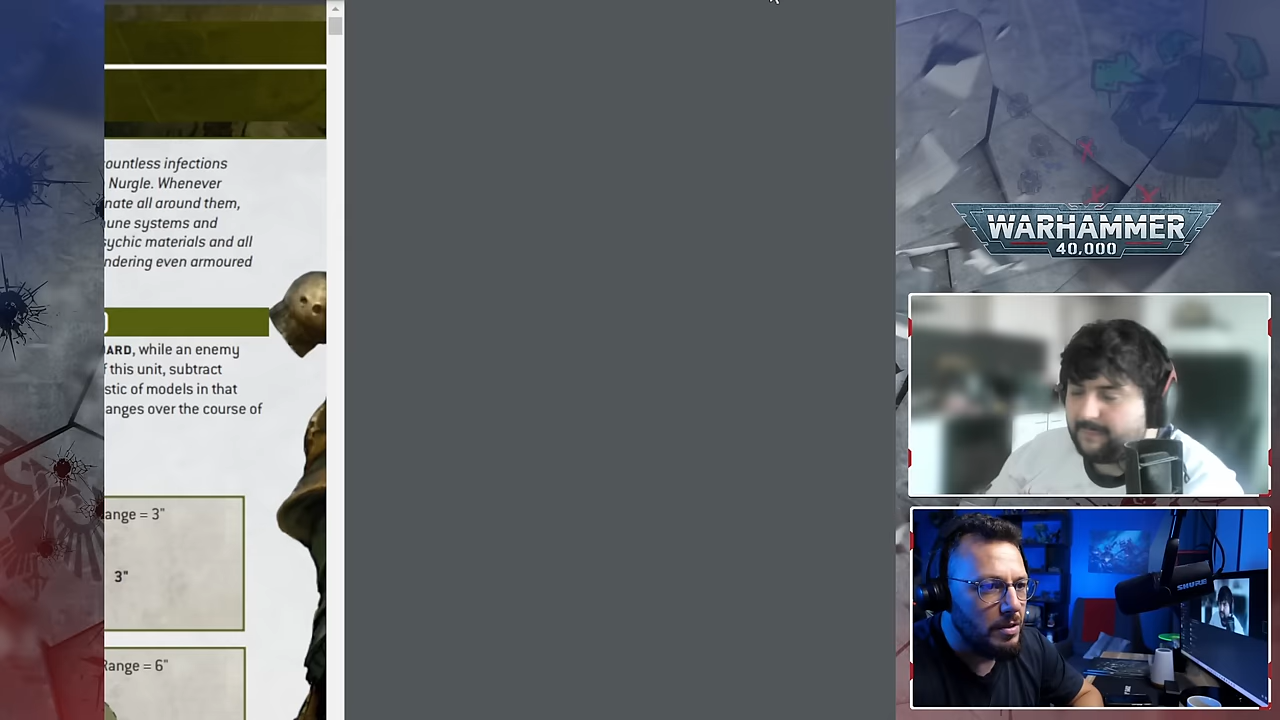 countless infections
Nurgle. Whenever
nate all around them,
une systems and
sychic materials and all
ndering even armoured
ARD, while an enemy
f this unit, subtract
stic of models in that
anges over the course of
ange = 3"
3"
Range = 6"
WARHAMMER
40,000
SHURE